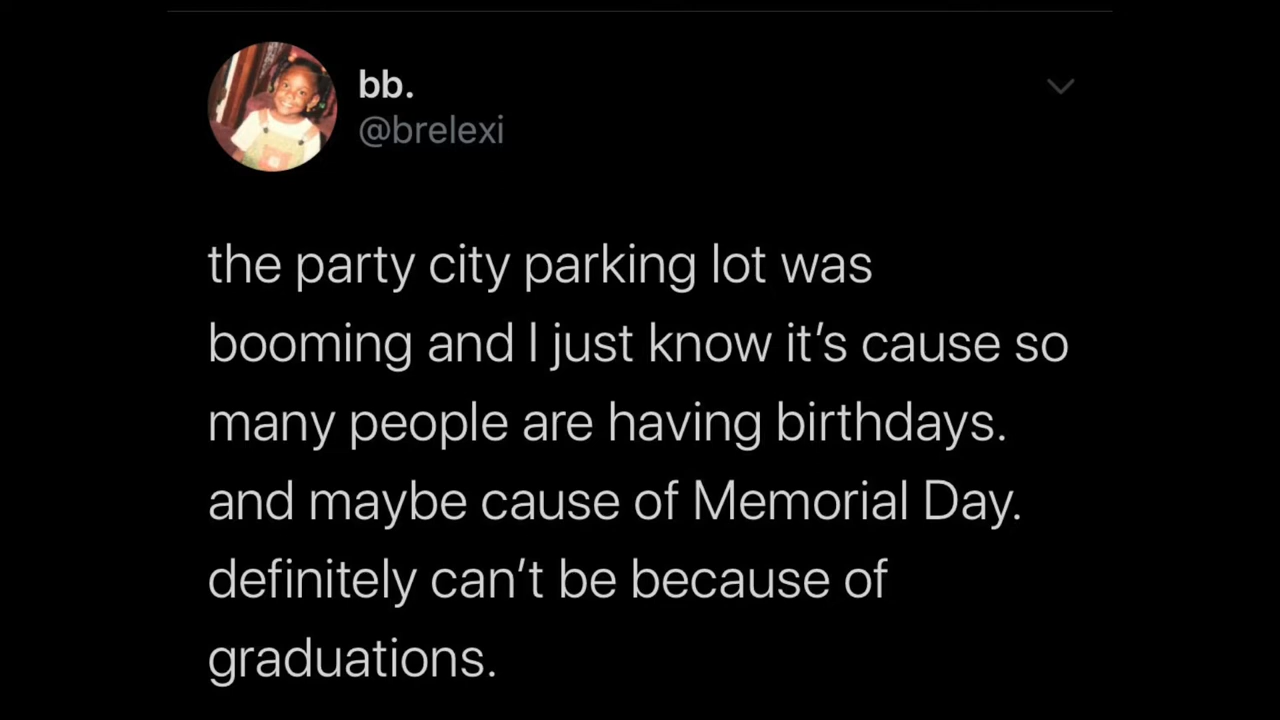 bb.
@brelexi
the party city parking lot was
booming and I just know it’s cause so
many people are having birthdays.
and maybe cause of Memorial Day.
definitely can’t be because of
graduations.